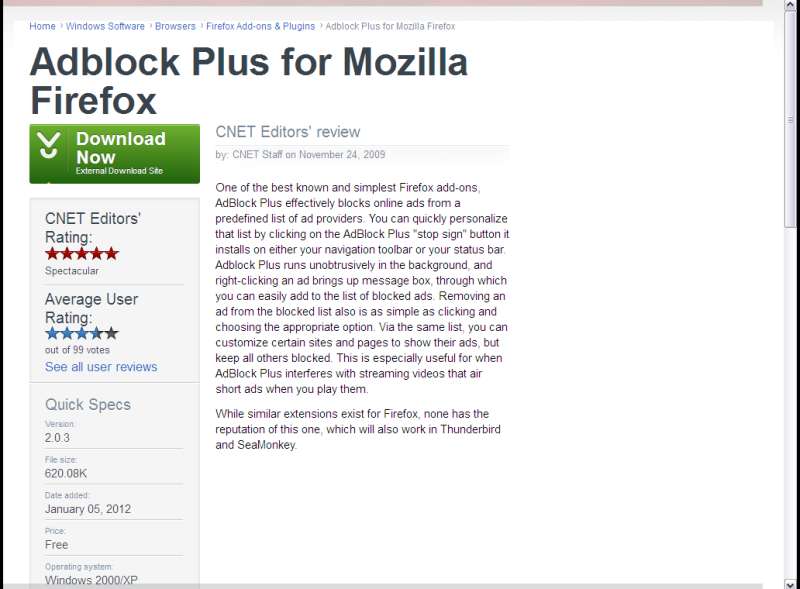 Home › Windows Software › Browsers › Firefox Add-ons & Plugins › Adblock Plus for Mozilla Firefox
Adblock Plus for Mozilla
Firefox
Download
Now
External Download Site
CNET Editors'
Rating:
Spectacular
Average User
Rating:
out of 99 votes
See all user reviews
Quick Specs
Version:
2.0.3
File size:
620.08K
Date added:
January 05, 2012
Price:
Free
Operating system:
Windows 2000/XP
CNET Editors' review
by: CNET Staff on November 24, 2009
One of the best known and simplest Firefox add-ons,
AdBlock Plus effectively blocks online ads from a
predefined list of ad providers. You can quickly personalize
that list by clicking on the AdBlock Plus "stop sign" button it
installs on either your navigation toolbar or your status bar.
Adblock Plus runs unobtrusively in the background, and
right-clicking an ad brings up message box, through which
you can easily add to the list of blocked ads. Removing an
ad from the blocked list also is as simple as clicking and
choosing the appropriate option. Via the same list, you can
customize certain sites and pages to show their ads, but
keep all others blocked. This is especially useful for when
AdBlock Plus interferes with streaming videos that air
short ads when you play them.
While similar extensions exist for Firefox, none has the
reputation of this one, which will also work in Thunderbird
and SeaMonkey.